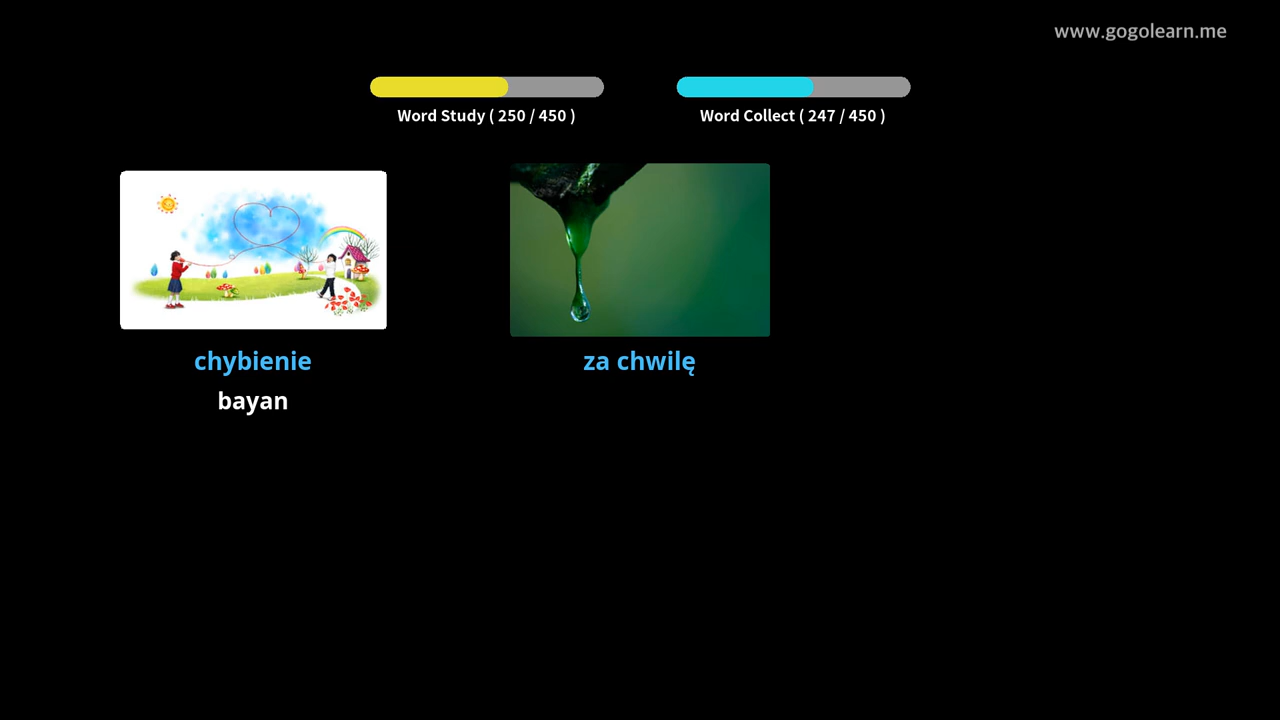 www.gogolearn.me
Word Study ( 250 / 450 )
Word Collect ( 247 / 450 )
chybienie
bayan
za chwilę